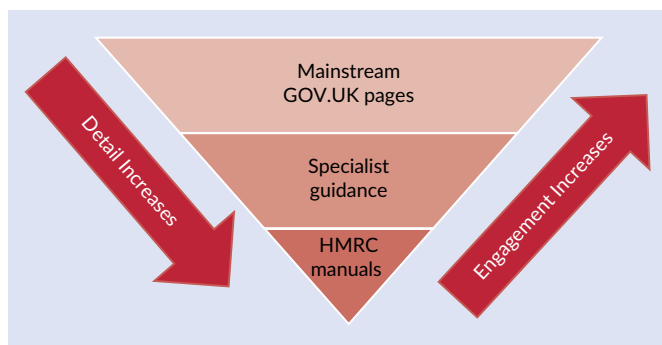 Mainstream
GOV.UK pages
Detail Increases
Specialist
guidance
Engagement Increases
HMRC
manuals